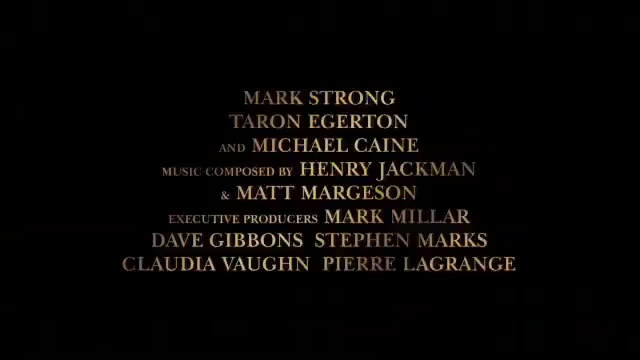 MARK STRONG
TARON EGERTON
AND MICHAEL CAINE
MUSIC COMPOSED BY HENRY JACKMAN
& MATT MARGESON
EXECUTIVE PRODUCERS MARK MILLAR
DAVE GIBBONS STEPHEN MARKS
CLAUDIA VAUGHN PIERRE LAGRANGE